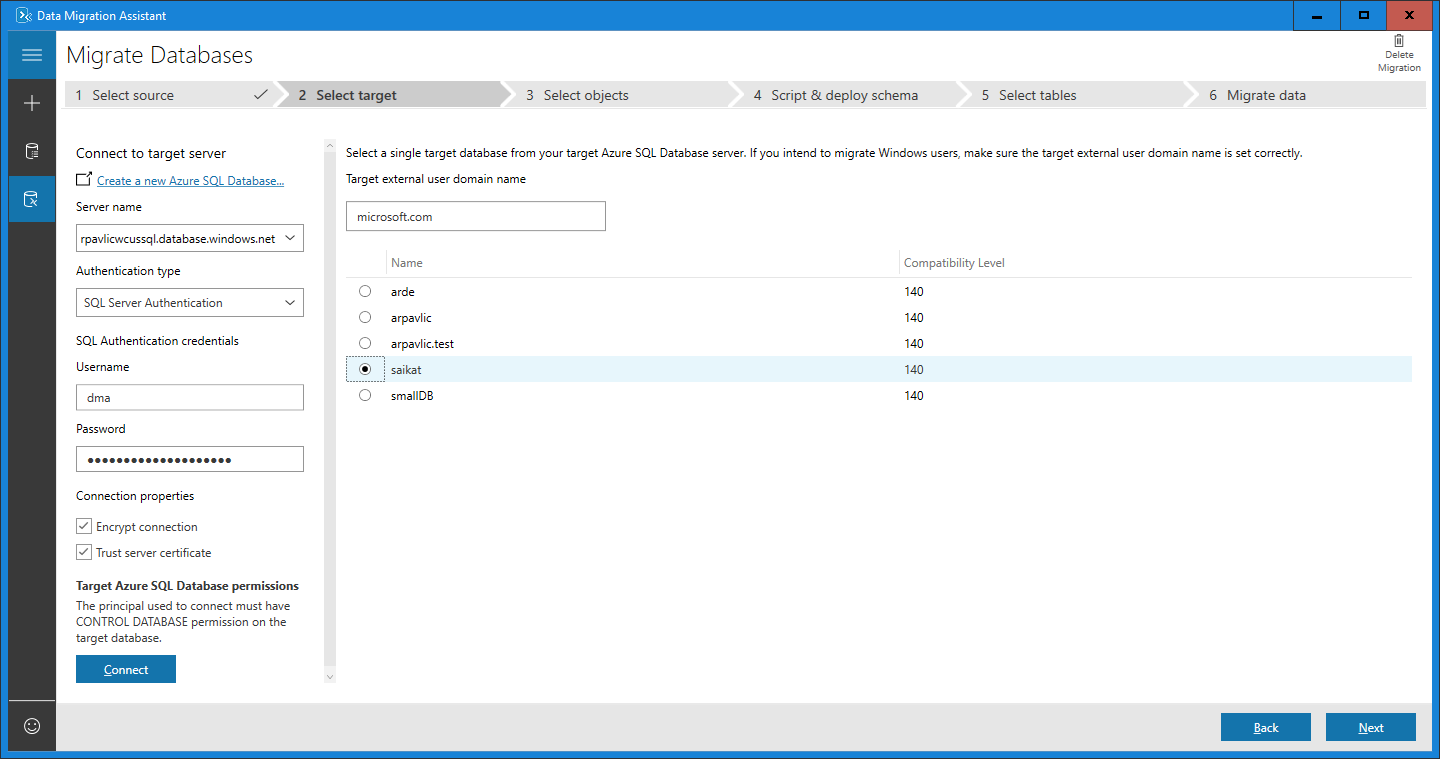 Data Migration Assistant
Migrate Databases
Delete
Migration
1 Select source
2 Select target
3 Select objects
4 Script & deploy schema
5 Select tables
6 Migrate data
Connect to target server
Create a new Azure SQL Database...
Server name
rpavlicwcussql.database.windows.net
Authentication type
SQL Server Authentication
SQL Authentication credentials
Username
dma
Password
••••••••••••••••••••
Connection properties
Encrypt connection
Trust server certificate
Target Azure SQL Database permissions
The principal used to connect must have
CONTROL DATABASE permission on the
target database.
Connect
Select a single target database from your target Azure SQL Database server. If you intend to migrate Windows users, make sure the target external user domain name is set correctly.
Target external user domain name
microsoft.com
Name Compatibility Level
arde 140
arpavlic 140
arpavlic.test 140
saikat 140
smallDB 140
Back
Next